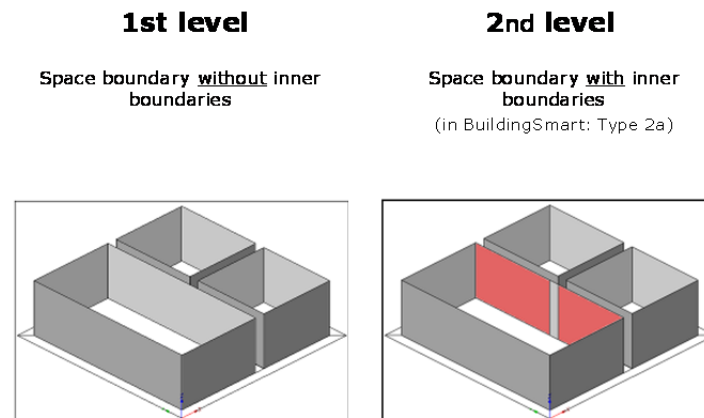 1st level
Space boundary without inner
boundaries
2nd level
Space boundary with inner
boundaries
(in BuildingSmart: Type 2a)